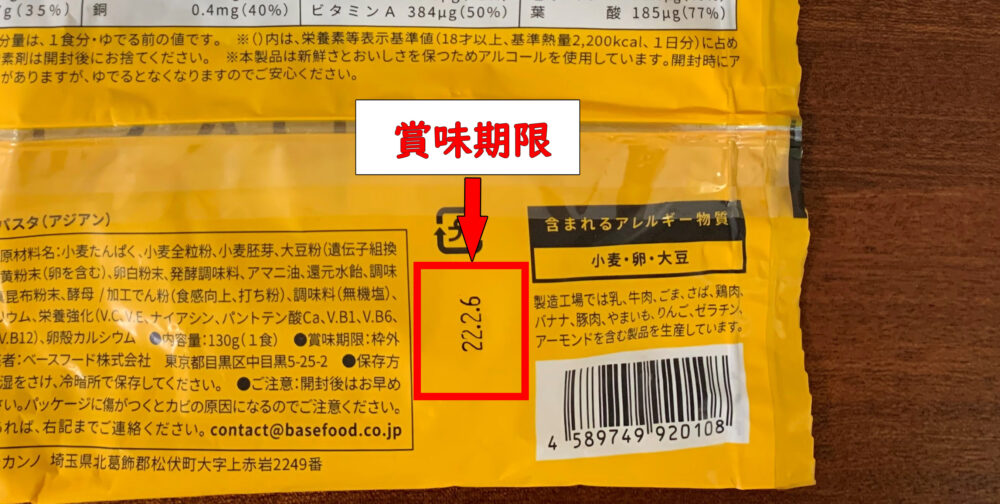 7g(35%) 銅 0.4mg(40%) ビタミンA 384μg(50%) 葉 酸 185μg(77%)
分量は、1食分・ゆでる前の値です。 ※()内は、栄養素等表示基準値(18才以上、基準熱量2,200kcal、1日分)に占め
素剤は開封後にお捨てください。 ※本製品は新鮮さとおいしさを保つためアルコールを使用しています。開封時にア
がありますが、ゆでるとなくなりますのでご安心ください。
賞味期限
パスタ(アジアン)
原材料名:小麦たんぱく、小麦全粒粉、小麦胚芽、大豆粉(遺伝子組換
黄粉末(卵を含む)、卵白粉末、発酵調味料、アマニ油、還元水飴、調味
昆布粉末、酵母/加工でん粉(食感向上、打ち粉)、調味料(無機塩)、
リウム、栄養強化(V.C、V.E、ナイアシン、パントテン酸Ca、V.B1、V.B6、
V.B12)、卵殻カルシウム ●内容量:130g(1食) ●賞味期限:枠外
者:ベースフード株式会社 東京都目黒区中目黒5-25-2 ●保存方
湿をさけ、冷暗所で保存してください。 ●ご注意:開封後はお早め
さい。パッケージに傷がつくとカビの原因になるのでご注意ください。
あれば、右記までご連絡ください。 contact@basefood.co.jp
カンノ 埼玉県北葛飾郡松伏町大字上赤岩2249番
22.2.6
含まれるアレルギー物質
小麦・卵・大豆
製造工場では乳、牛肉、ごま、さば、鶏肉、
バナナ、豚肉、やまいも、りんご、ゼラチン、
アーモンドを含む製品を生産しています。
4 589749 920108